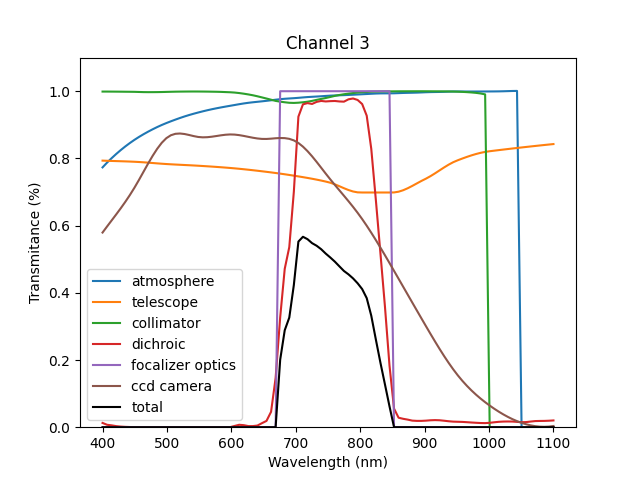 Channel 3
Transmitance (%)
1.0
0.8
0.6
0.4
0.2
0.0
atmosphere
telescope
collimator
dichroic
focalizer optics
ccd camera
total
400 500 600 700 800 900 1000 1100
Wavelength (nm)